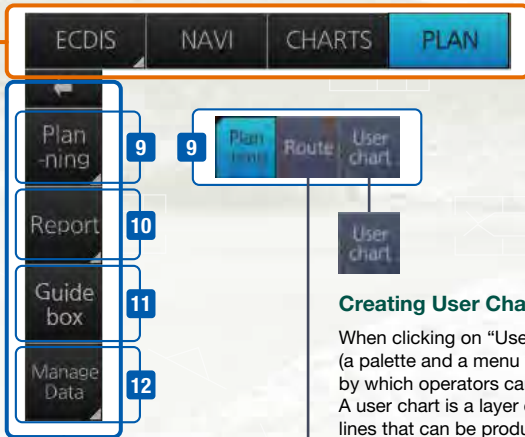 ECDIS NAVI CHARTS PLAN
Plan
-ning
9
9
Plan
-ning
Route
User
chart
Report
10
User
chart
Guide
box
11
Manage
Data
12
Creating User Cha
When clicking on “Use
(a palette and a menu
by which operators ca
A user chart is a layer
lines that can be produ